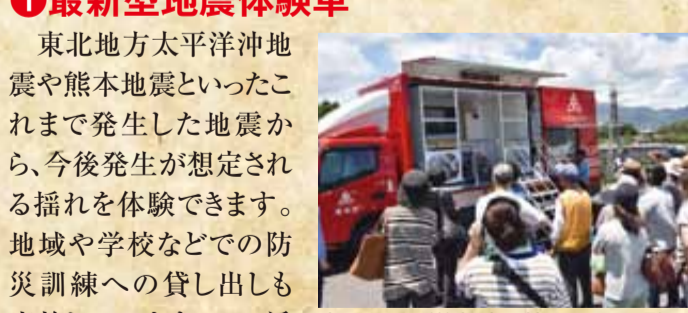 ❶最新型地震体験車
東北地方太平洋沖地
震や熊本地震といったこ
れまで発生した地震か
ら、今後発生が想定され
る揺れを体験できます。
地域や学校などでの防
災訓練への貸し出しも